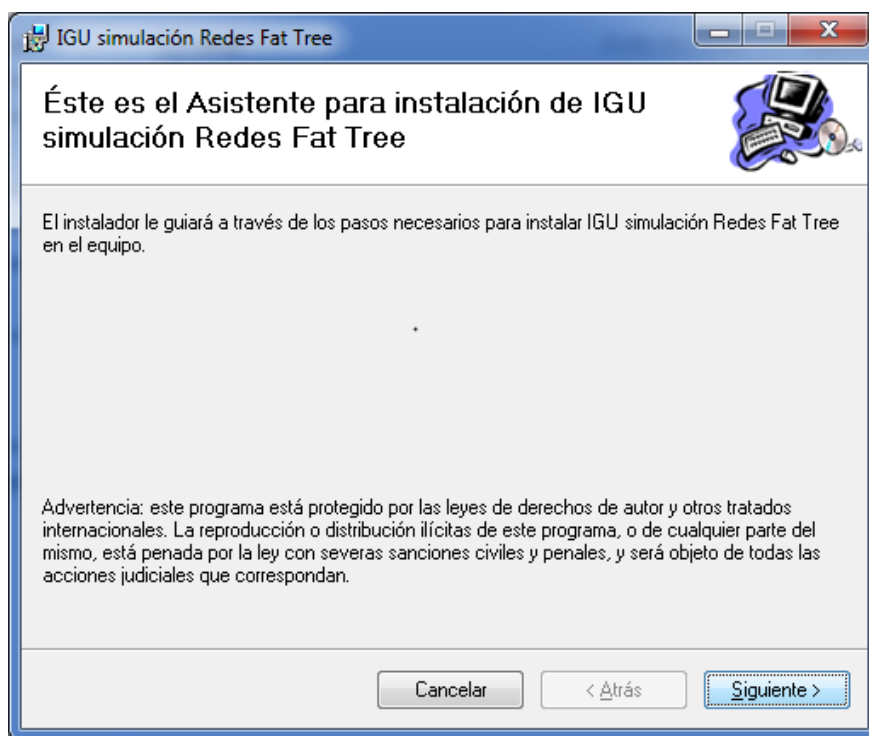 IGU simulación Redes Fat Tree
Éste es el Asistente para instalación de IGU
simulación Redes Fat Tree
El instalador le guiará a través de los pasos necesarios para instalar IGU simulación Redes Fat Tree
en el equipo.
Advertencia: este programa está protegido por las leyes de derechos de autor y otros tratados
internacionales. La reproducción o distribución ilícitas de este programa, o de cualquier parte del
mismo, está penada por la ley con severas sanciones civiles y penales, y será objeto de todas las
acciones judiciales que correspondan.
Cancelar
< Atrás
Siguiente >